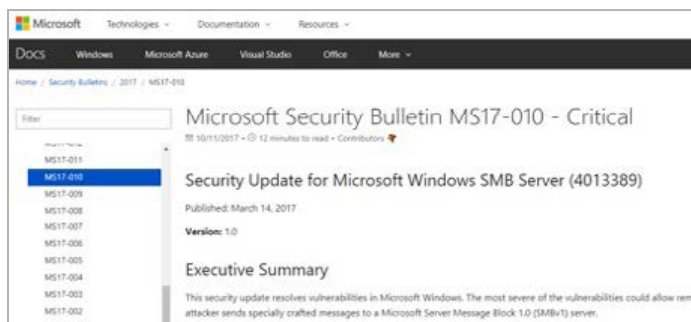 Microsoft Technologies Documentation Resources
Docs Windows Microsoft Azure Visual Studio Office More
Home / Security Bulletins / 2017 / MS17-010
Filter
MS17-011
MS17-010
MS17-009
MS17-008
MS17-007
MS17-006
MS17-005
MS17-004
MS17-003
MS17-002
Microsoft Security Bulletin MS17-010 - Critical
10/11/2017 • 12 minutes to read • Contributors
Security Update for Microsoft Windows SMB Server (4013389)
Published: March 14, 2017
Version: 1.0
Executive Summary
This security update resolves vulnerabilities in Microsoft Windows. The most severe of the vulnerabilities could allow
attacker sends specially crafted messages to a Microsoft Server Message Block 1.0 (SMBv1) server.